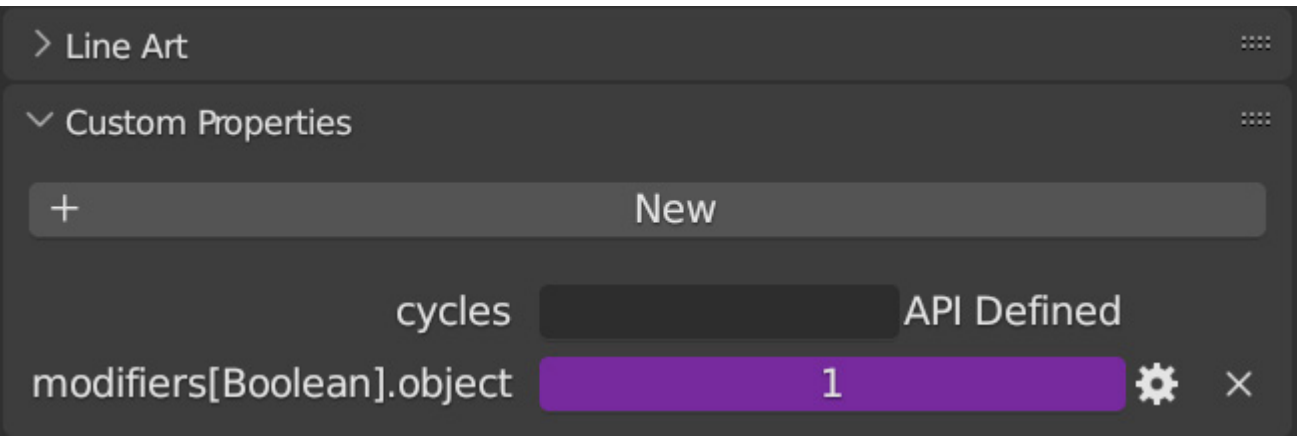 Line Art
Custom Properties
New
cycles API Defined
modifiers[Boolean].object 1